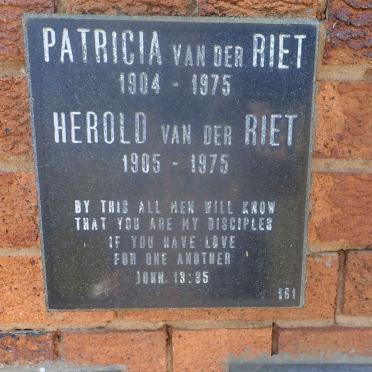 PATRICIA VAN DER RIET
1904 - 1975
HEROLD VAN DER RIET
1905 - 1975
BY THIS ALL MEN WILL KNOW
THAT YOU ARE MY DISCIPLES
IF YOU HAVE LOVE
FOR ONE ANOTHER
JOHN. 13:35
161